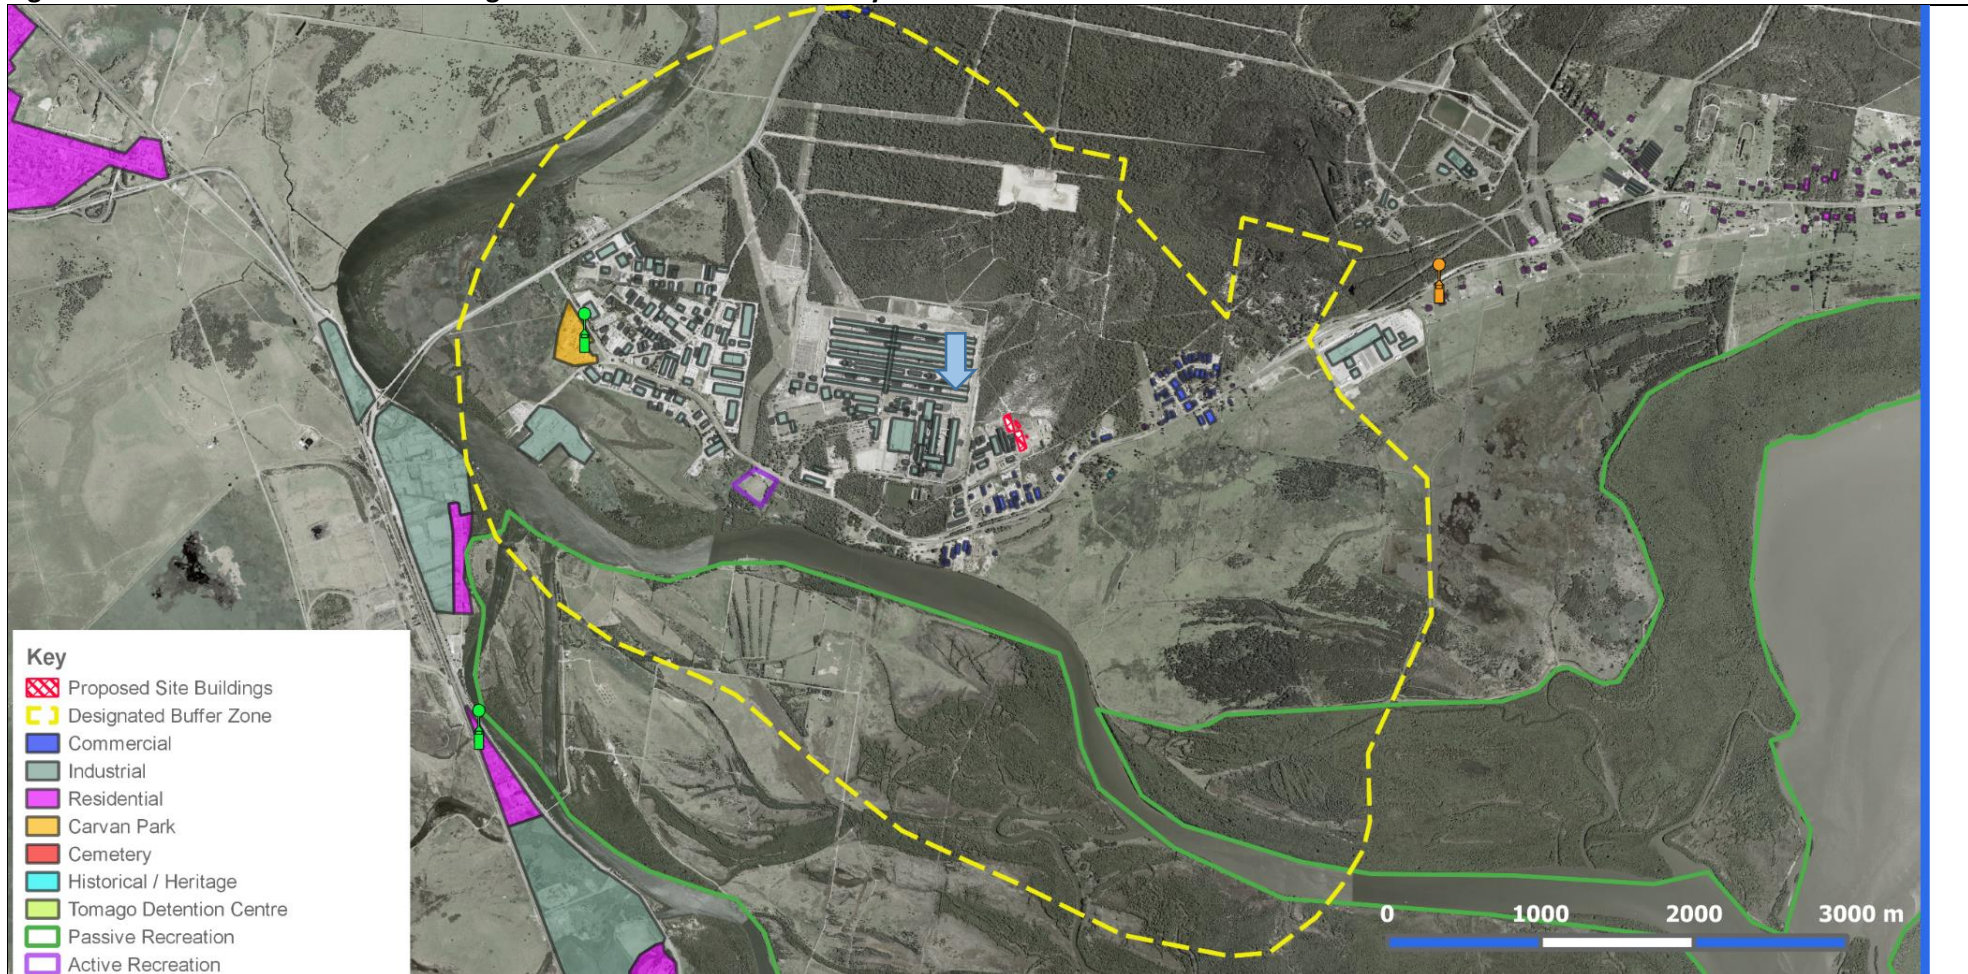 0 1000 2000 3000 m
Key
Proposed Site Buildings
Designated Buffer Zone
Commercial
Industrial
Residential
Carvan Park
Cemetery
Historical / Heritage
Tomago Detention Centre
Passive Recreation
Active Recreation